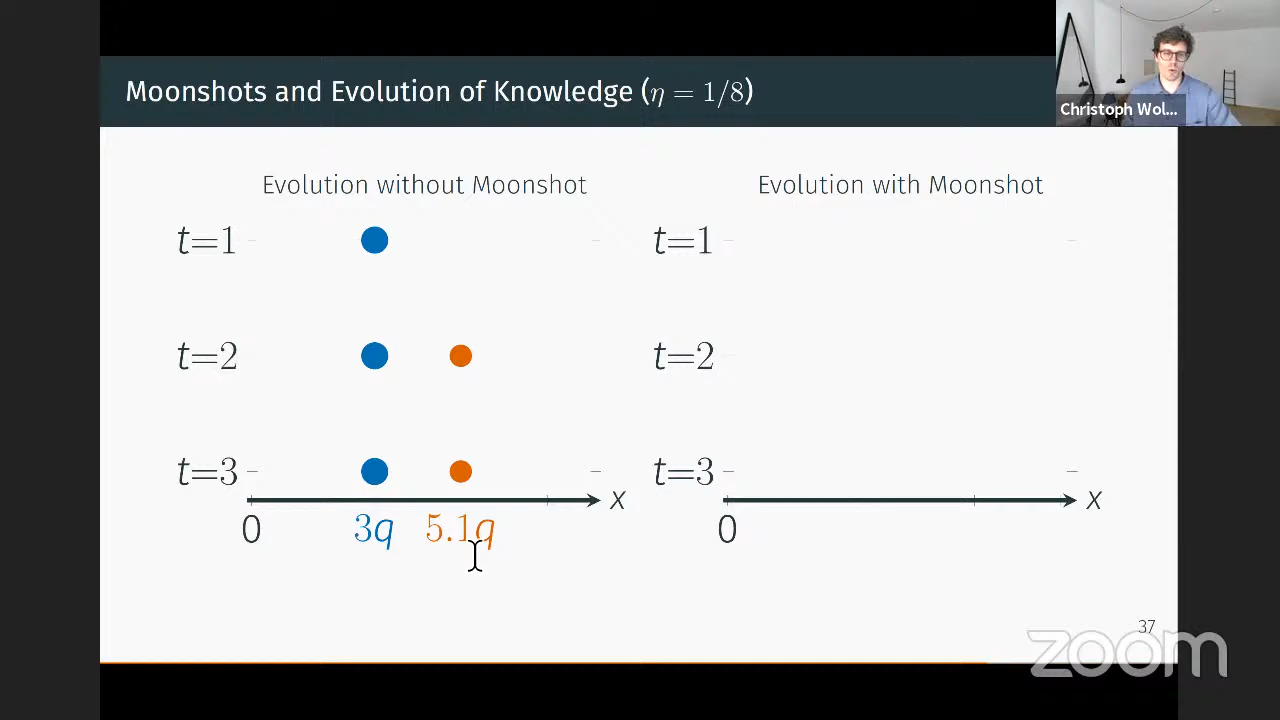 Moonshots and Evolution of Knowledge (η = 1/8)
Christoph Wol...
Evolution without Moonshot
t=1
t=2
t=3
x
0
3q
5.1q
Evolution with Moonshot
t=1
t=2
t=3
x
0
37
zoom